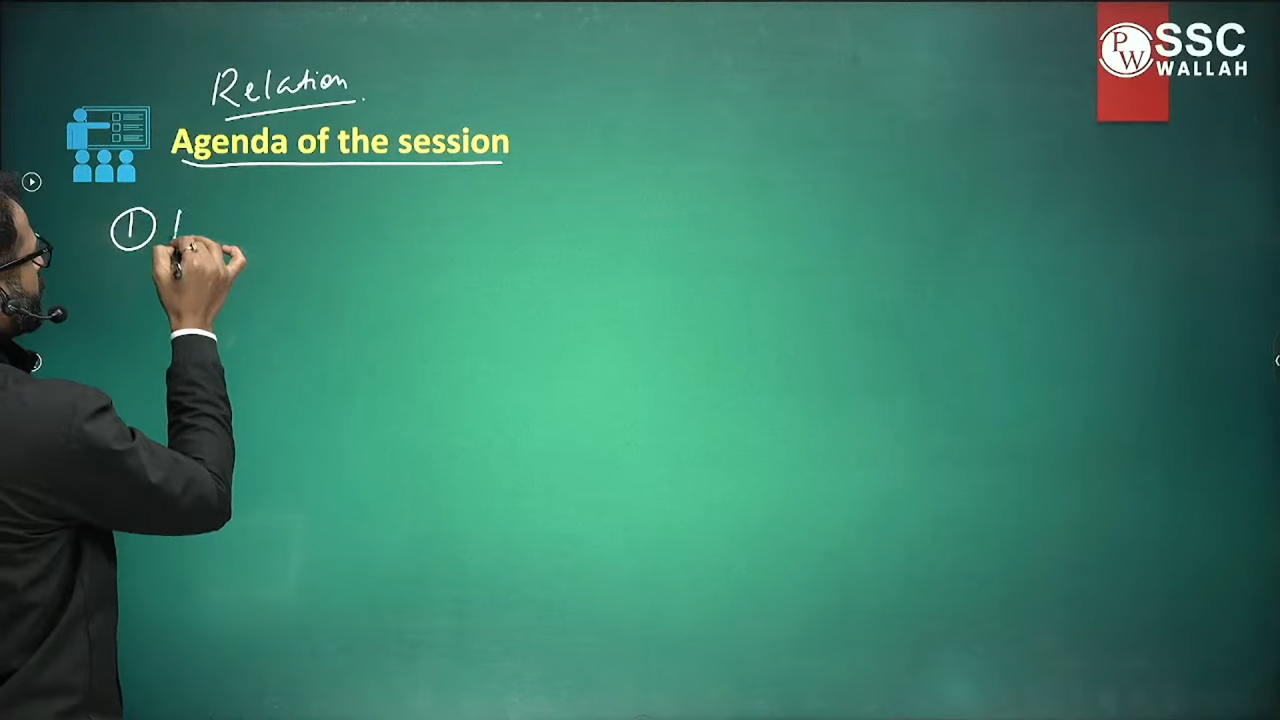 Relation.
Agenda of the session
①
PW
SSC
WALLAH